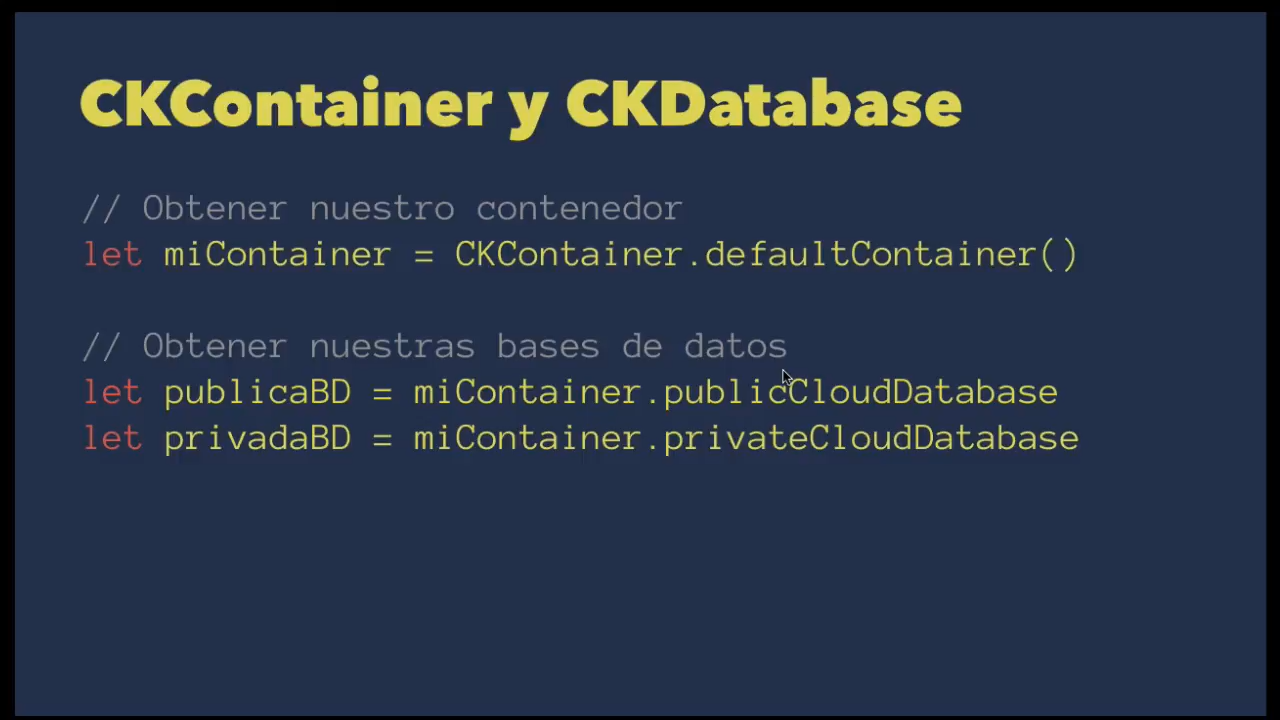 CKContainer y CKDatabase
// Obtener nuestro contenedor
let miContainer = CKContainer.defaultContainer()
// Obtener nuestras bases de datos
let publicaBD = miContainer.publicCloudDatabase
let privadaBD = miContainer.privateCloudDatabase